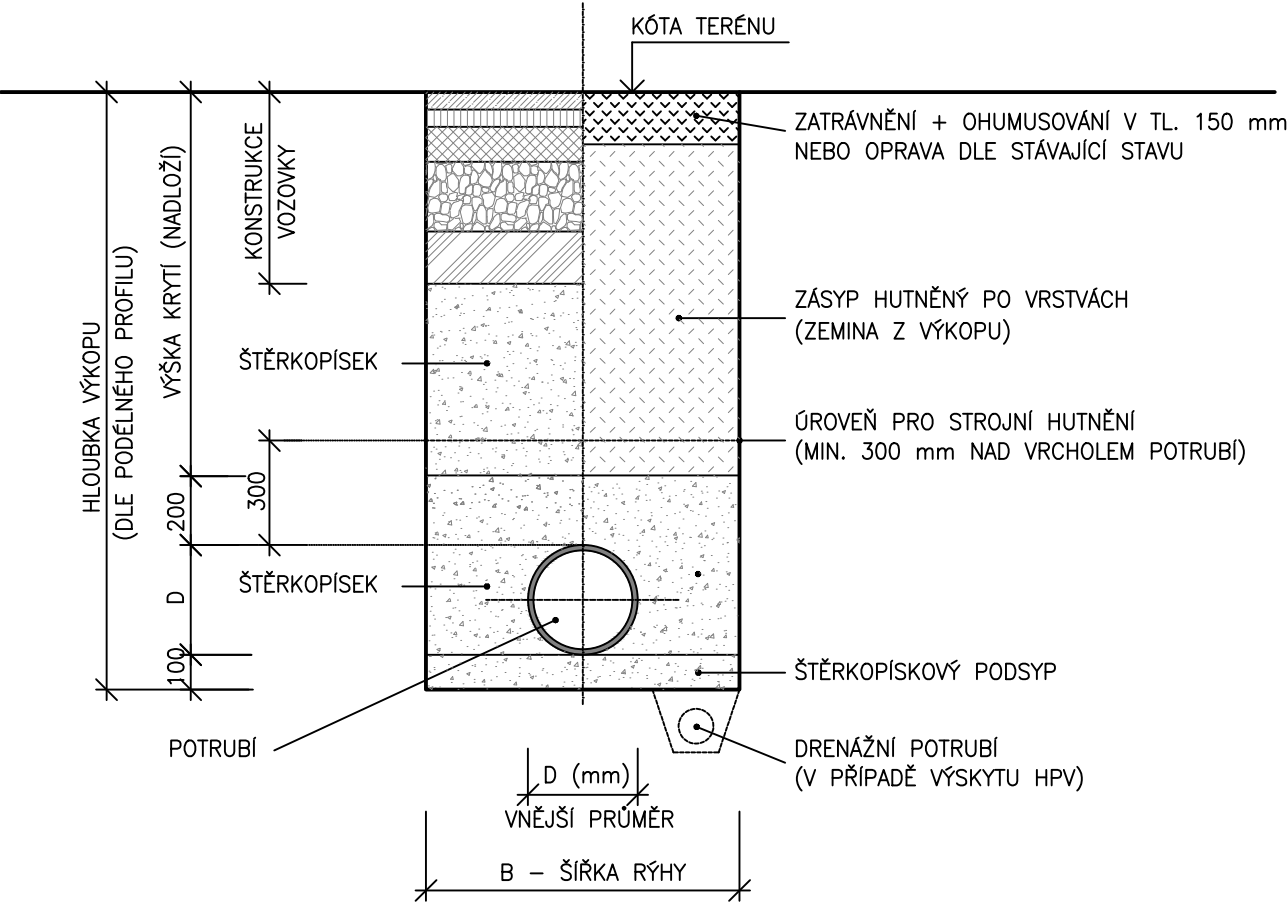 KÓTA TERÉNU
ZATRÁVNĚNÍ + OHUMUSOVÁNÍ V TL. 150 mm
NEBO OPRAVA DLE STÁVAJÍCÍ STAVU
KONSTRUKCE
VOZOVKY
VÝŠKA KRYTÍ (NADLOŽÍ)
HLOUBKA VÝKOPU
(DLE PODÉLNÉHO PROFILU)
ZÁSYP HUTNĚNÝ PO VRSTVÁCH
(ZEMINA Z VÝKOPU)
ŠTĚRKOPÍSEK
ÚROVEŇ PRO STROJNÍ HUTNĚNÍ
(MIN. 300 mm NAD VRCHOLEM POTRUBÍ)
300
200
ŠTĚRKOPÍSEK
D
100
ŠTĚRKOPÍSKOVÝ PODSYP
POTRUBÍ
DRENÁŽNÍ POTRUBÍ
(V PŘÍPADĚ VÝSKYTU HPV)
D (mm)
VNĚJŠÍ PRŮMĚR
B – ŠÍŘKA RÝHY